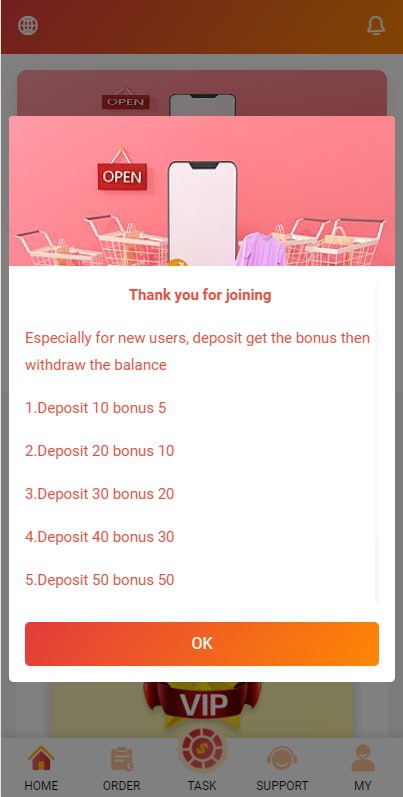 OPEN
OPEN
Thank you for joining
Especially for new users, deposit get the bonus then
withdraw the balance
1.Deposit 10 bonus 5
2.Deposit 20 bonus 10
3.Deposit 30 bonus 20
4.Deposit 40 bonus 30
5.Deposit 50 bonus 50
OK
VIP
HOME
ORDER
TASK
SUPPORT
MY